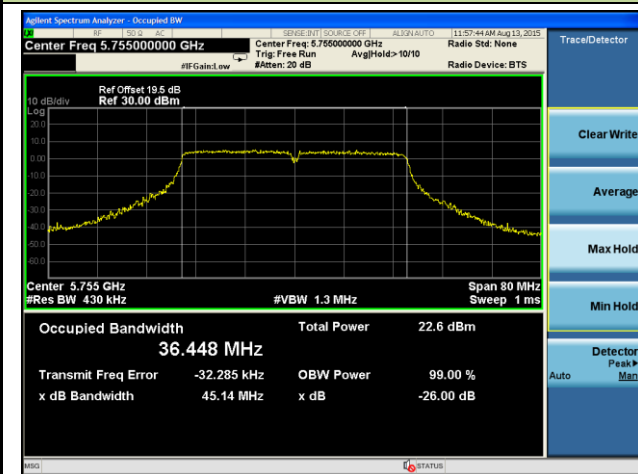 Agilent Spectrum Analyzer - Occupied BW
RF 50 Ω AC SENSE:INT SOURCE OFF ALIGN AUTO 11:57:44 AM Aug 13, 2015
Center Freq 5.755000000 GHz Center Freq: 5.755000000 GHz Radio Std: None
Trig: Free Run Avg|Hold:>10/10
#IFGain:Low #Atten: 20 dB Radio Device: BTS
Trace/Detector
Ref Offset 19.5 dB
10 dB/div Ref 30.00 dBm
Log
20.0
10.0
0.00
-10.0
-20.0
-30.0
-40.0
-50.0
-60.0
Center 5.755 GHz Span 80 MHz
#Res BW 430 kHz #VBW 1.3 MHz Sweep 1 ms
Occupied Bandwidth Total Power 22.6 dBm
36.448 MHz
Transmit Freq Error -32.285 kHz OBW Power 99.00 %
x dB Bandwidth 45.14 MHz x dB -26.00 dB
Clear Write
Average
Max Hold
Min Hold
Detector
Peak▶
Auto Man
MSG STATUS